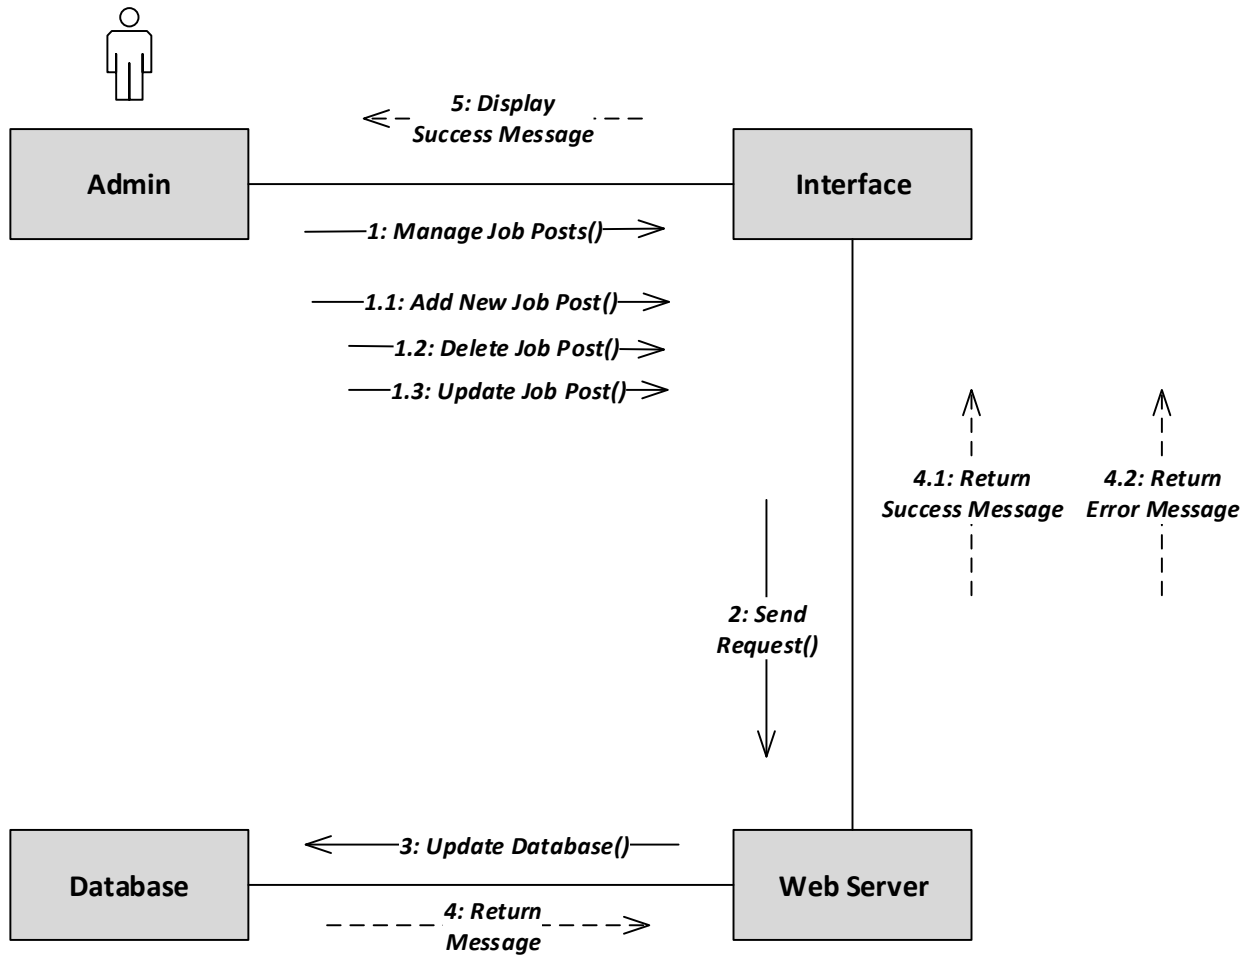 5: Display
Success Message
Admin
Interface
1: Manage Job Posts()
1.1: Add New Job Post()
1.2: Delete Job Post()
1.3: Update Job Post()
4.1: Return
Success Message
4.2: Return
Error Message
2: Send
Request()
3: Update Database()
Database
Web Server
4: Return
Message